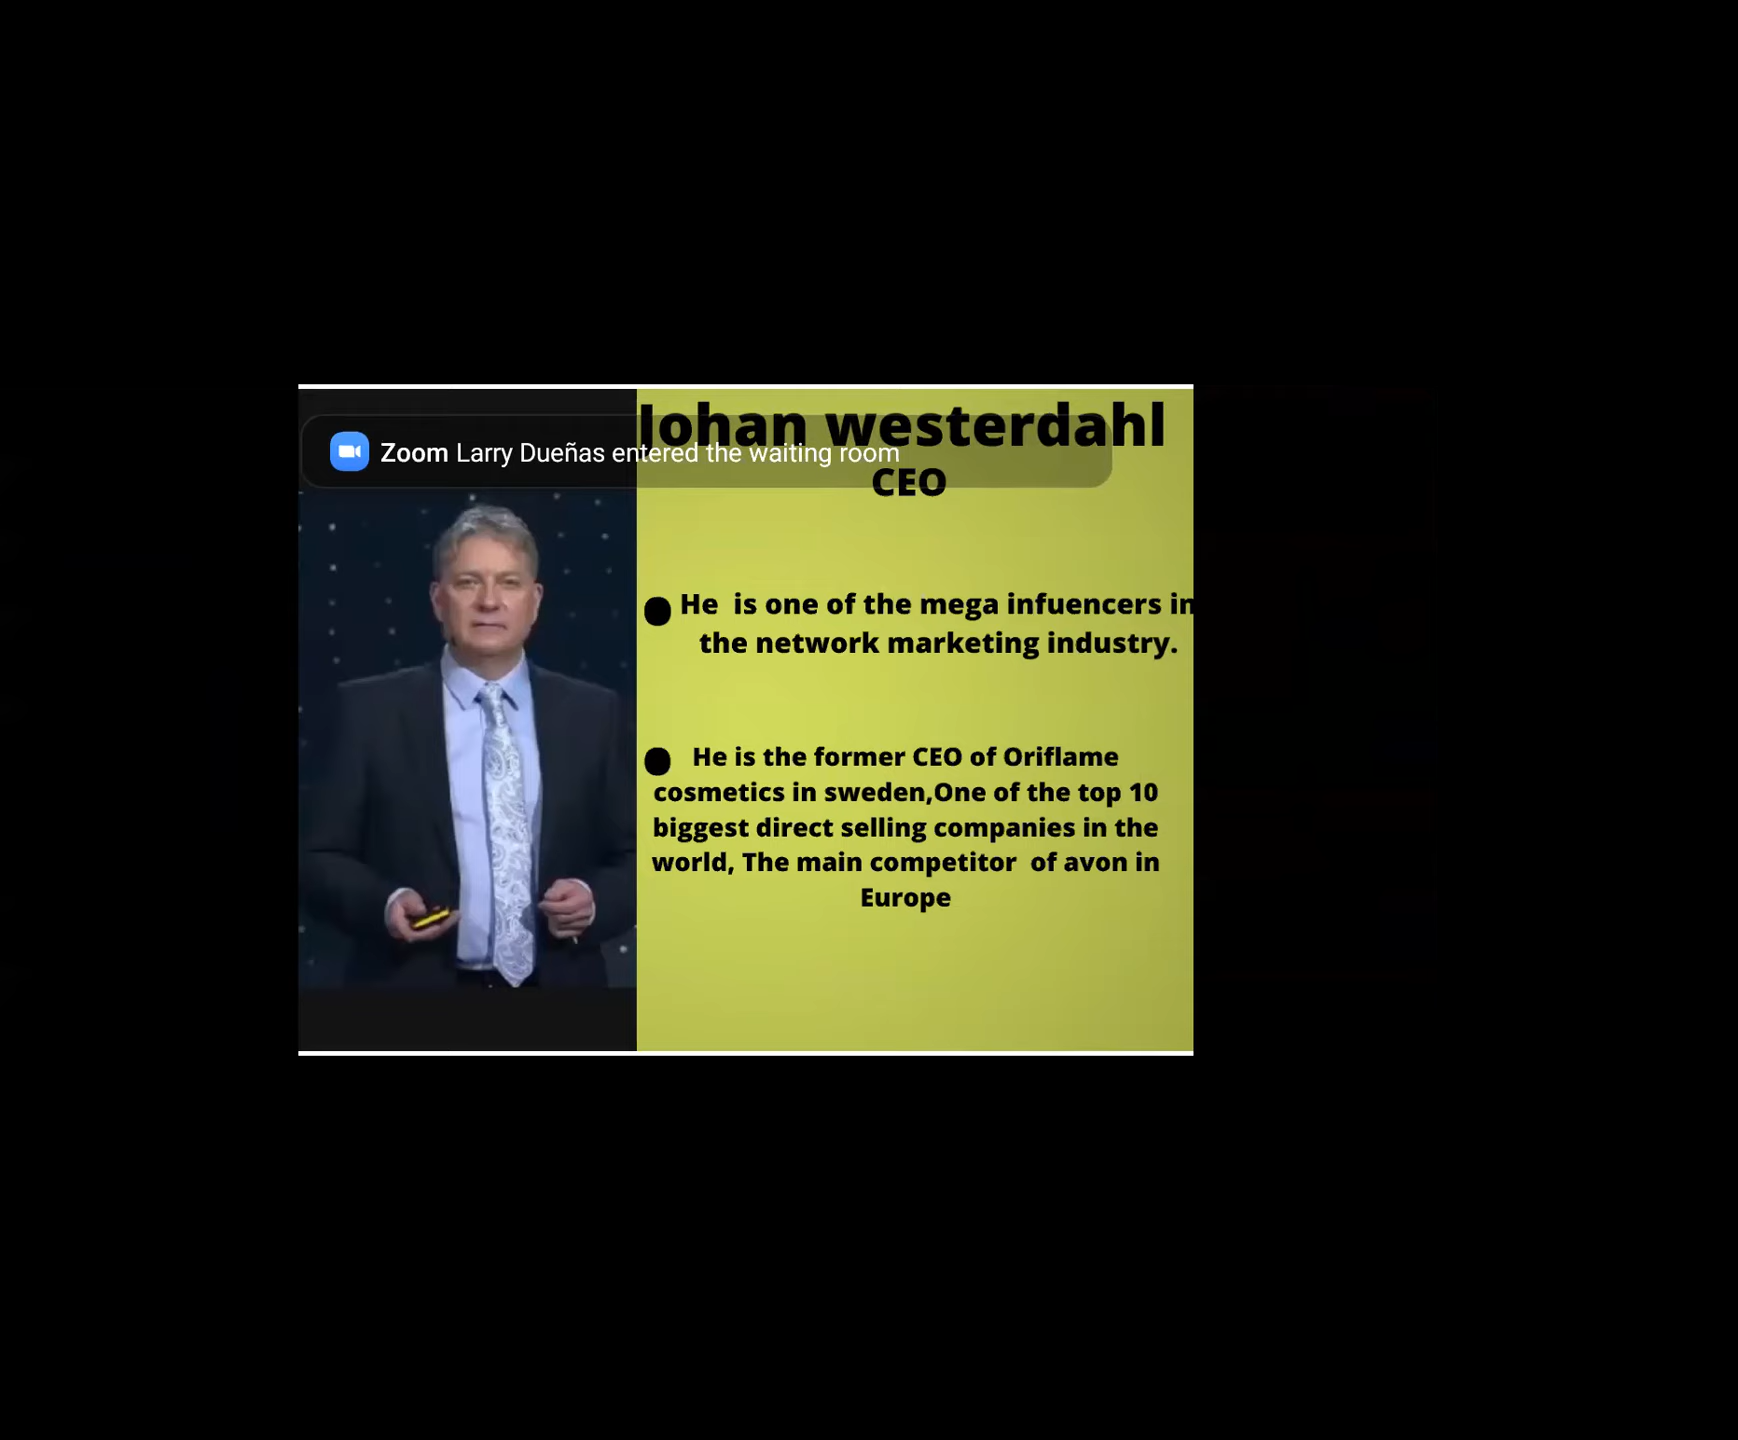 Johan westerdahl
Zoom Larry Dueñas entered the waiting room
CEO
He is one of the mega infuencers in
the network marketing industry.
He is the former CEO of Oriflame
cosmetics in sweden,One of the top 10
biggest direct selling companies in the
world, The main competitor of avon in
Europe